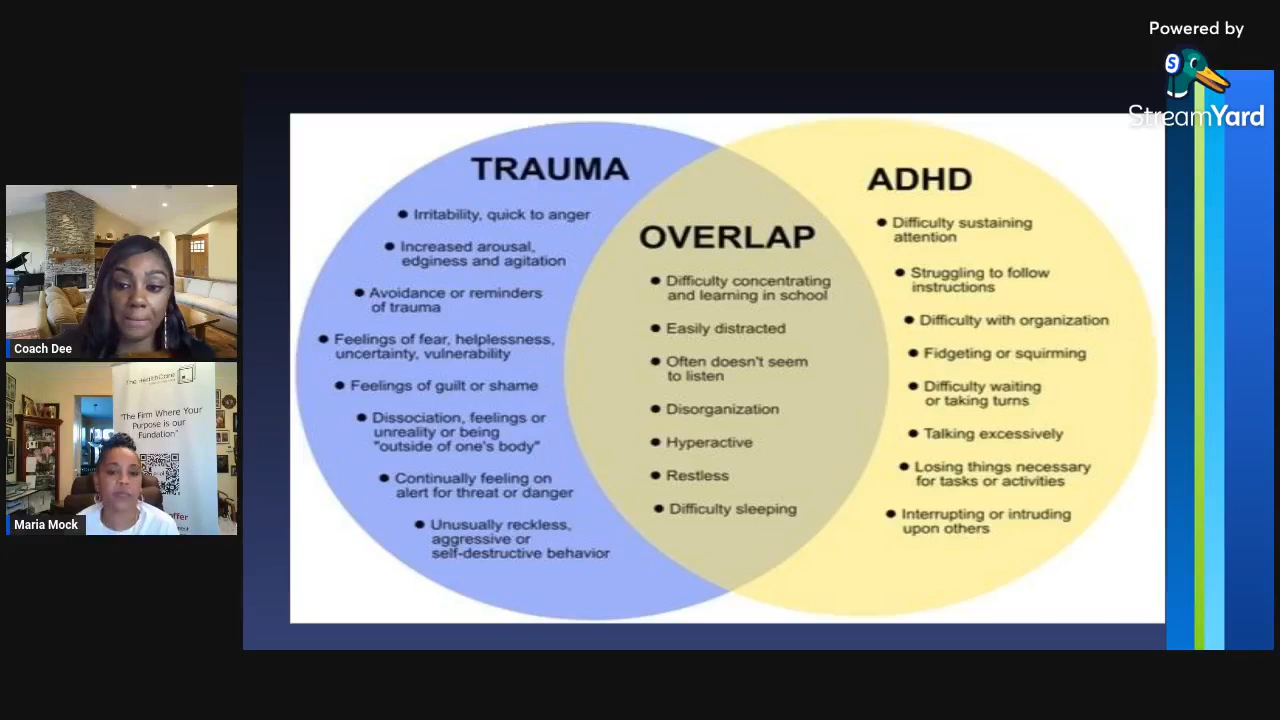 Powered by
StreamYard
TRAUMA
Irritability, quick to anger
Increased arousal,
edginess and agitation
Avoidance or reminders
of trauma
Feelings of fear, helplessness,
uncertainty, vulnerability
Feelings of guilt or shame
Dissociation, feelings or
unreality or being
"outside of one's body"
Continually feeling on
alert for threat or danger
Unusually reckless,
aggressive or
self-destructive behavior
OVERLAP
Difficulty concentrating
and learning in school
Easily distracted
Often doesn't seem
to listen
Disorganization
Hyperactive
Restless
Difficulty sleeping
ADHD
Difficulty sustaining
attention
Struggling to follow
instructions
Difficulty with organization
Fidgeting or squirming
Difficulty waiting
or taking turns
Talking excessively
Losing things necessary
for tasks or activities
Interrupting or intruding
upon others
Coach Dee
The HealthCare
"The Firm Where Your
Purpose is our
Fundation"
offer
Maria Mock